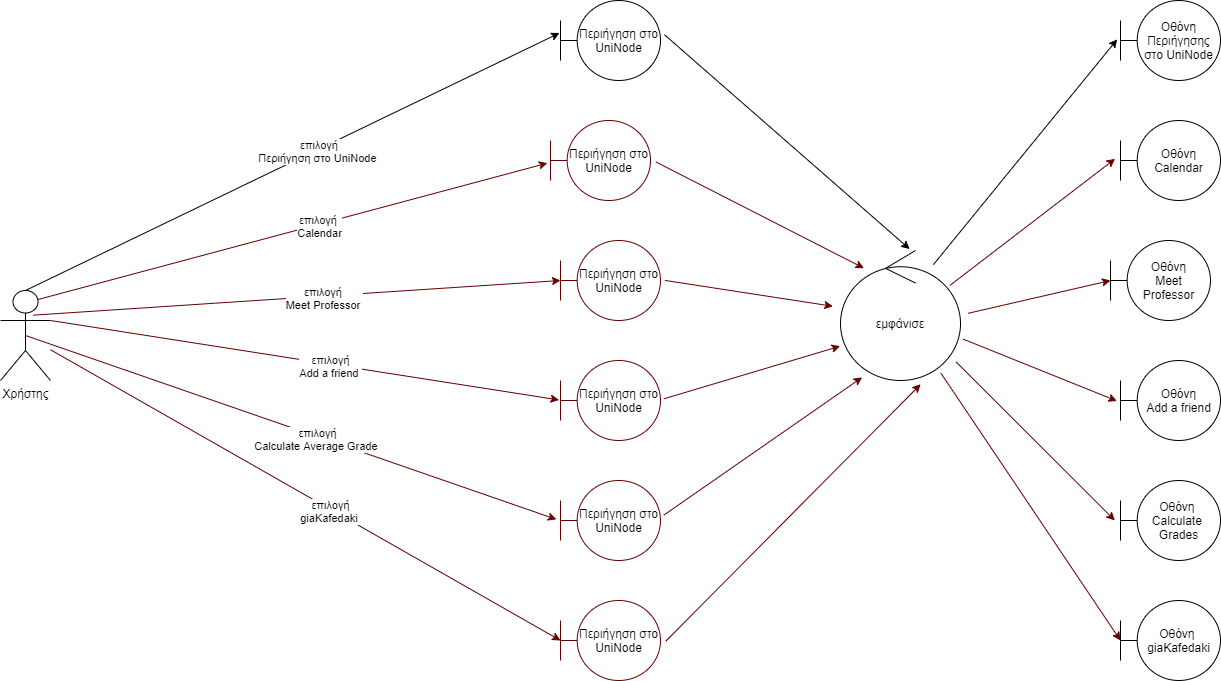 Περιήγηση στο
UniNode
Οθόνη
Περιήγησης
στο UniNode
επιλογή
Περιήγηση στο UniNode
Περιήγηση στο
UniNode
Οθόνη
Calendar
επιλογή
Calendar
Περιήγηση στο
UniNode
Οθόνη
Meet
Professor
επιλογή
Meet Professor
εμφάνισε
επιλογή
Add a friend
Χρήστης
Περιήγηση στο
UniNode
Οθόνη
Add a friend
επιλογή
Calculate Average Grade
επιλογή
giaKafedaki
Περιήγηση στο
UniNode
Οθόνη
Calculate
Grades
Περιήγηση στο
UniNode
Οθόνη
giaKafedaki